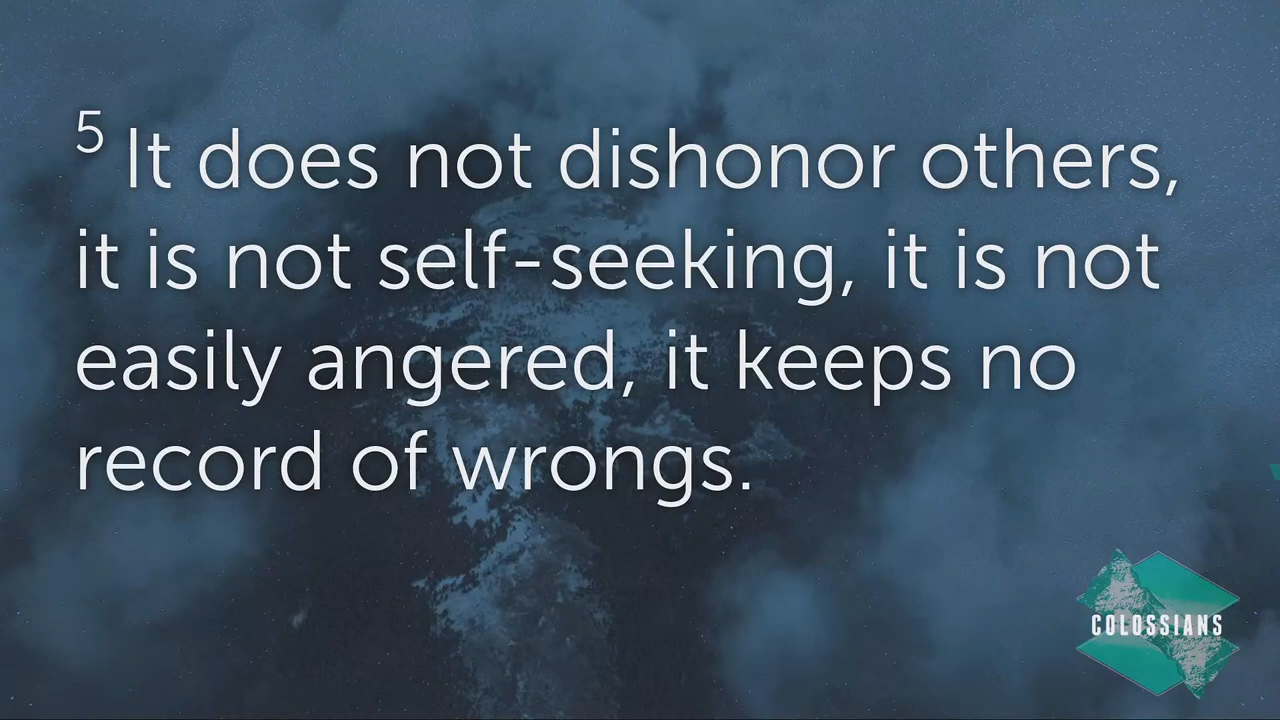 5 It does not dishonor others,
it is not self-seeking, it is not
easily angered, it keeps no
record of wrongs.
COLOSSIANS